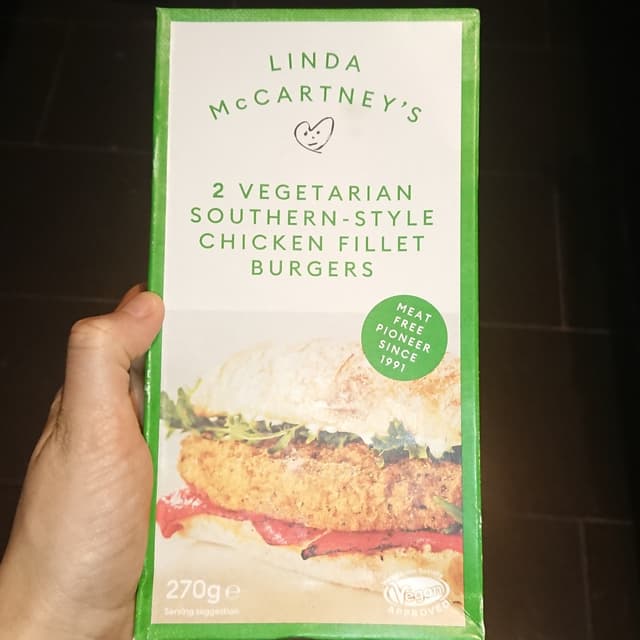 LINDA
McCARTNEY'S
2 VEGETARIAN
SOUTHERN-STYLE
CHICKEN FILLET
BURGERS
MEAT
FREE
PIONEER
SINCE
1991
270g e
Serving suggestion
Vegan
APPROVED